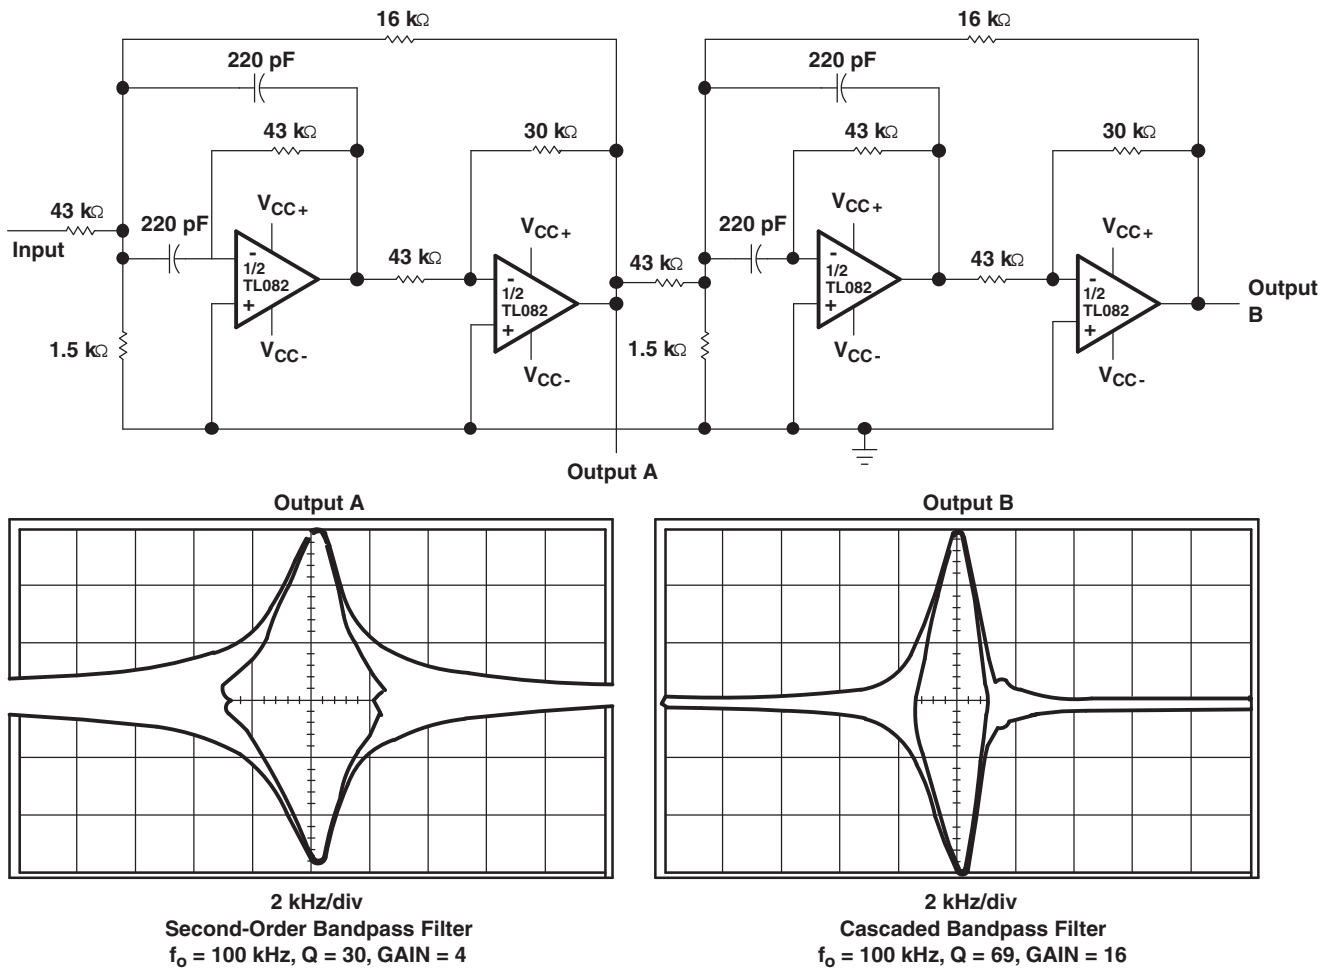 16 kΩ
16 kΩ
220 pF
220 pF
43 kΩ
30 kΩ
43 kΩ
30 kΩ
43 kΩ
Input
220 pF
VCC+
-
1/2
TL082
+
VCC-
43 kΩ
VCC+
-
1/2
TL082
+
VCC-
1.5 kΩ
43 kΩ
220 pF
VCC+
-
1/2
TL082
+
VCC-
43 kΩ
VCC+
-
1/2
TL082
+
VCC-
1.5 kΩ
Output
B
Output A
Output A
Output B
2 kHz/div
Second-Order Bandpass Filter
fo = 100 kHz, Q = 30, GAIN = 4
2 kHz/div
Cascaded Bandpass Filter
fo = 100 kHz, Q = 69, GAIN = 16